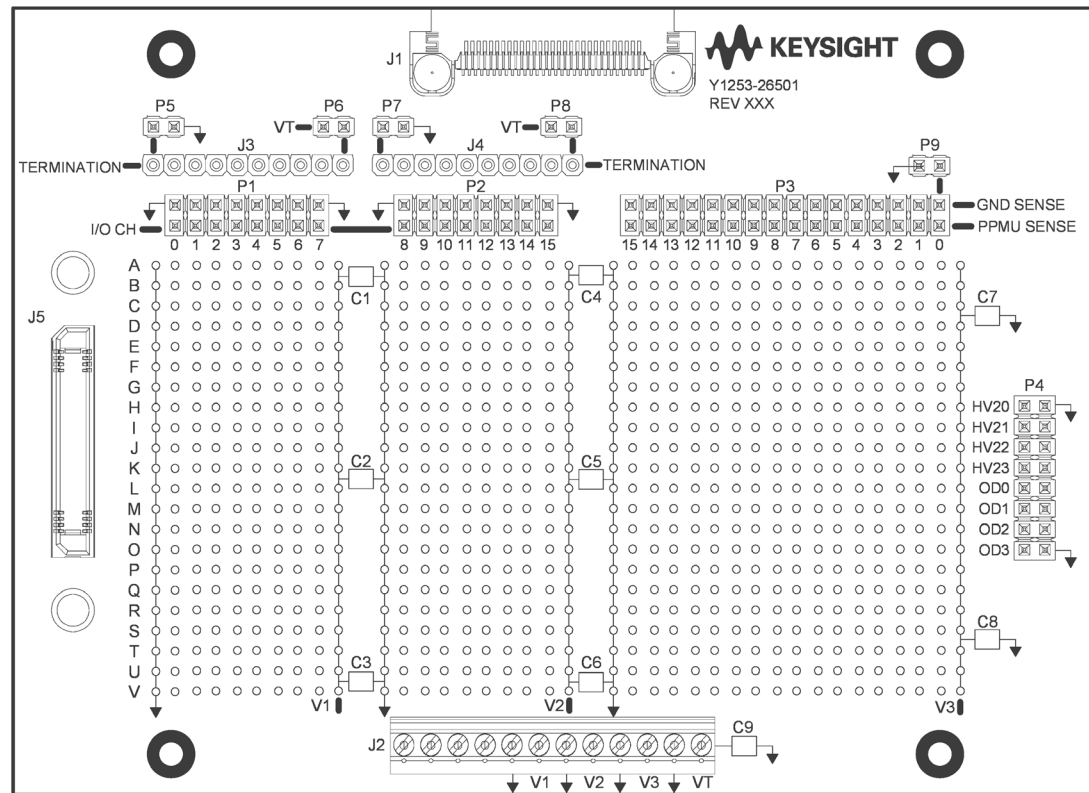 J1
KEYSIGHT
Y1253-26501
REV XXX
P5
P6
P7
P8
VT
VT
J3
J4
P9
TERMINATION
TERMINATION
P1
P2
P3
GND SENSE
I/O CH
PPMU SENSE
0 1 2 3 4 5 6 7
8 9 10 11 12 13 14 15
15 14 13 12 11 10 9 8 7 6 5 4 3 2 1 0
A
B
C
D
E
F
G
H
I
J
K
L
M
N
O
P
Q
R
S
T
U
V
J5
C1
C4
C7
C2
C5
C8
C3
C6
P4
HV20
HV21
HV22
HV23
OD0
OD1
OD2
OD3
V1
V2
V3
J2
C9
V1 V2 V3 VT